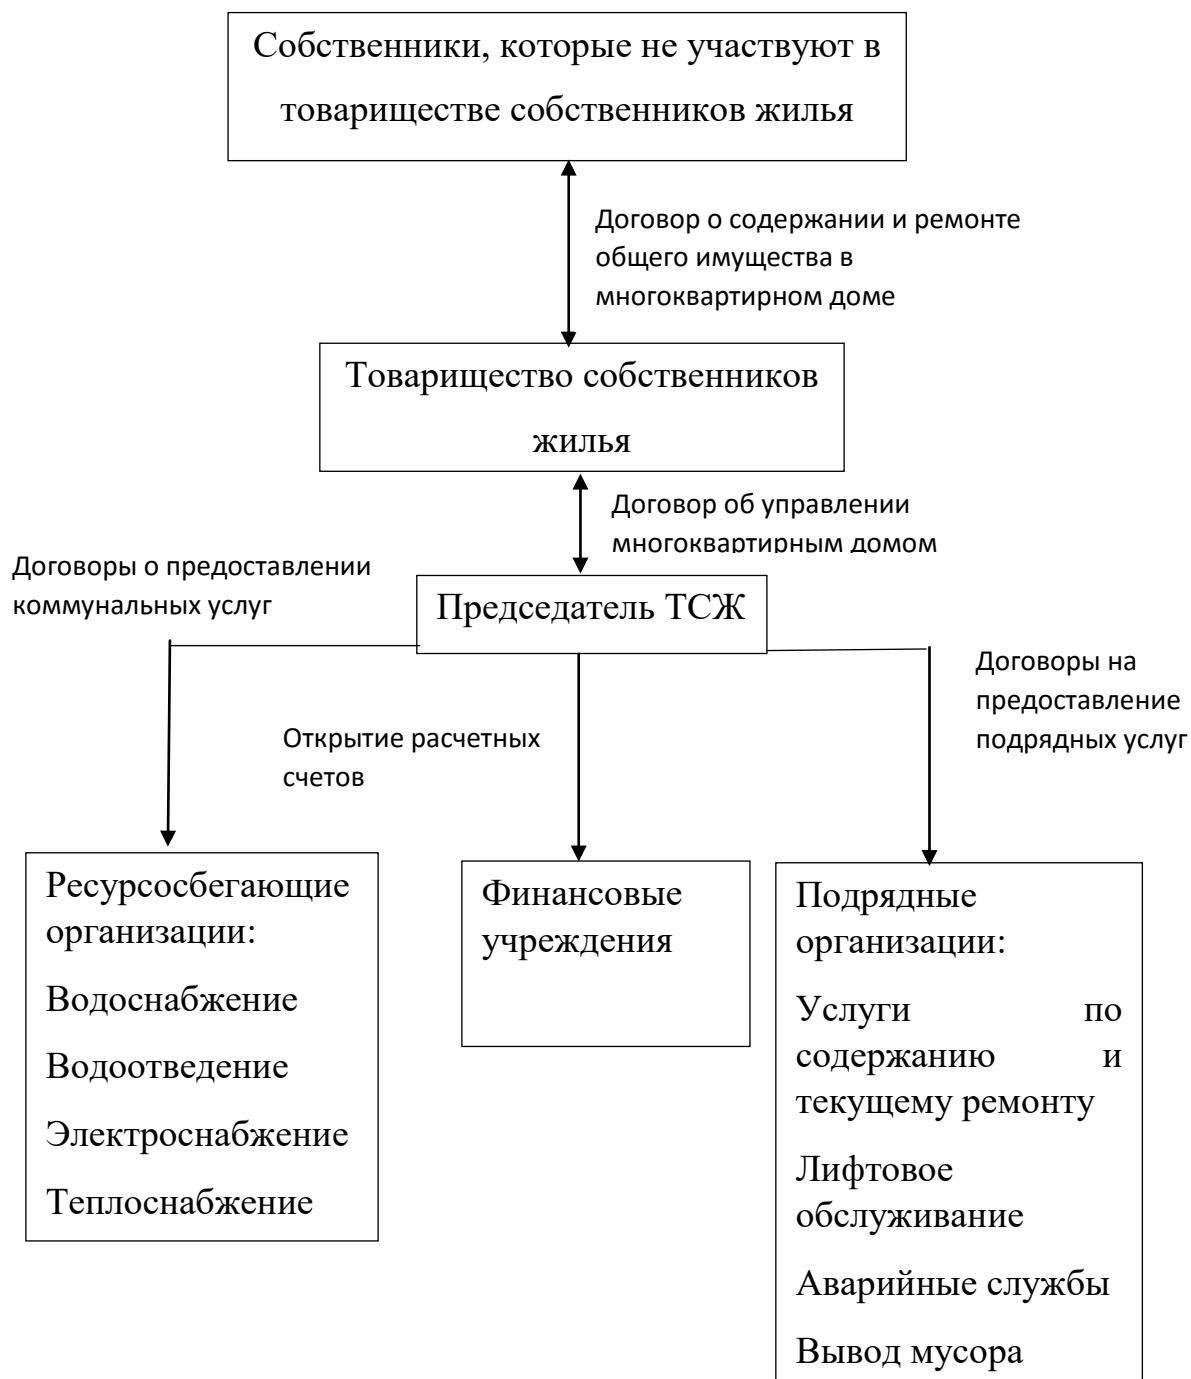 Собственники, которые не участвуют в
товариществе собственников жилья
Договор о содержании и ремонте
общего имущества в
многоквартирном доме
Товарищество собственников
жилья
Договор об управлении
многоквартирным домом
Договоры о предоставлении
коммунальных услуг
Председатель ТСЖ
Договоры на
предоставление
подрядных услуг
Открытие расчетных
счетов
Ресурсосбегающие
организации:
Водоснабжение
Водоотведение
Электроснабжение
Теплоснабжение
Финансовые
учреждения
Подрядные
организации:
Услуги по
содержанию и
текущему ремонту
Лифтовое
обслуживание
Аварийные службы
Вывод мусора